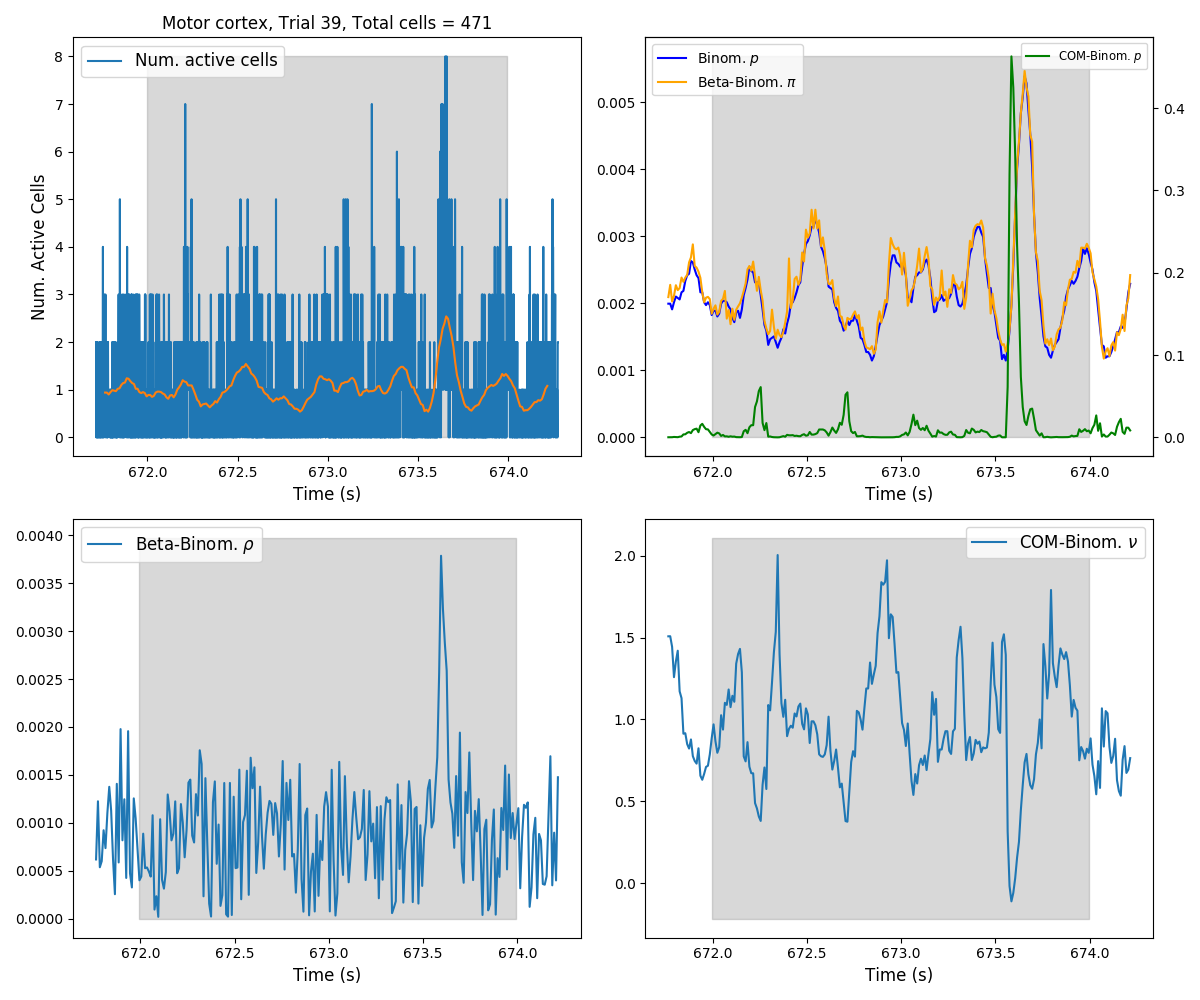 Motor cortex, Trial 39, Total cells = 471
Num. active cells
Num. Active Cells
8
7
6
5
4
3
2
1
0
672.0 672.5 673.0 673.5 674.0
Time (s)
Binom. p
Beta-Binom. π
COM-Binom. p
0.005
0.004
0.003
0.002
0.001
0.000
0.4
0.3
0.2
0.1
0.0
672.0 672.5 673.0 673.5 674.0
Time (s)
Beta-Binom. ρ
0.0040
0.0035
0.0030
0.0025
0.0020
0.0015
0.0010
0.0005
0.0000
672.0 672.5 673.0 673.5 674.0
Time (s)
COM-Binom. ν
2.0
1.5
1.0
0.5
0.0
672.0 672.5 673.0 673.5 674.0
Time (s)